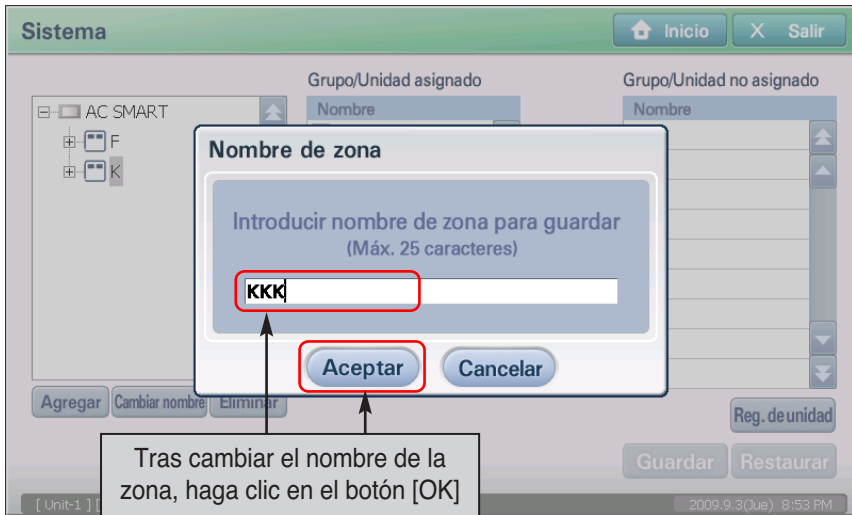 Sistema
Inicio
X Salir
Grupo/Unidad asignado
Grupo/Unidad no asignado
AC SMART
Nombre
Nombre
F
K
Nombre de zona
Introducir nombre de zona para guardar
(Máx. 25 caracteres)
KKK
Aceptar
Cancelar
Agregar
Cambiar nombre
Eliminar
Reg. de unidad
Tras cambiar el nombre de la
zona, haga clic en el botón [OK]
Guardar
Restaurar
[ Unit-1 ] [
2009.9.3(Jue) 8:53 PM